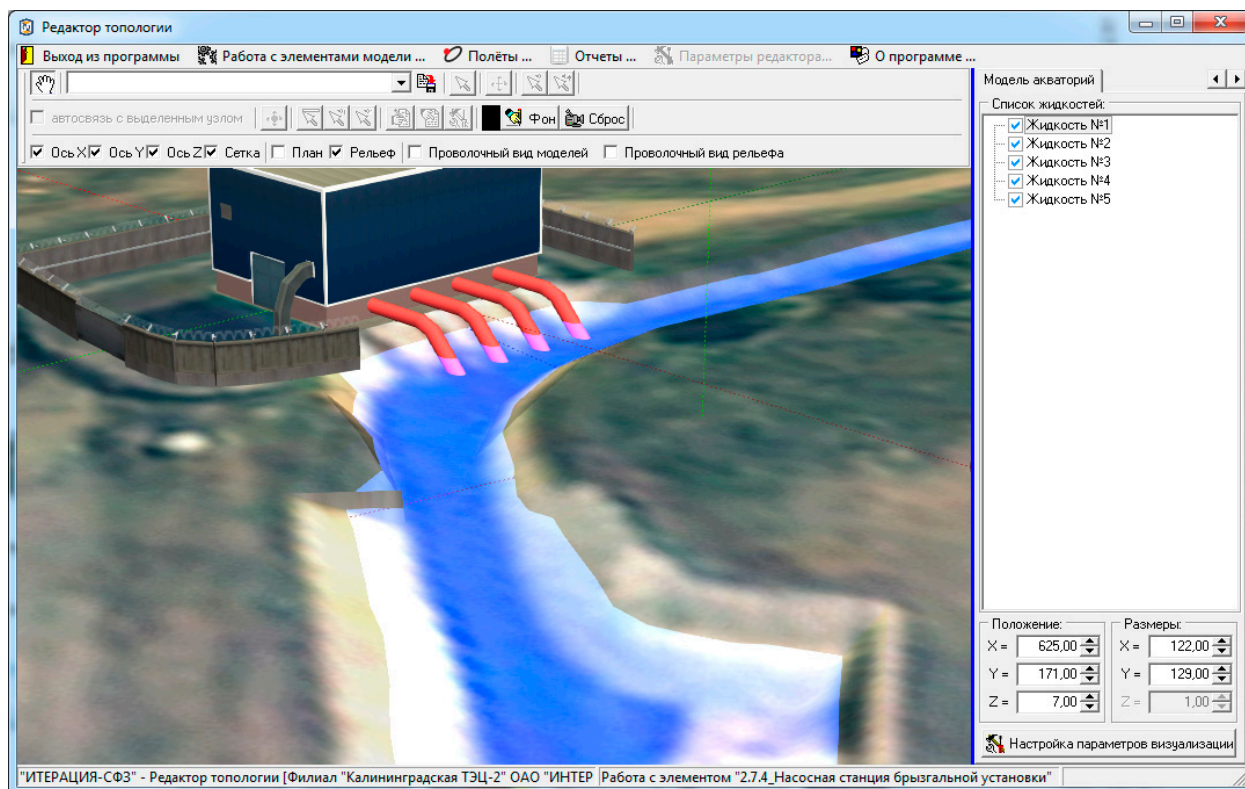 Редактор топологии
Выход из программы Работа с элементами модели ... Полёты ... Отчеты ... Параметры редактора... О программе ...
автосвязь с выделенным узлом Фон Сброс
Ось X Ось Y Ось Z Сетка План Рельеф Проволочный вид моделей Проволочный вид рельефа
Модель акваторий
Список жидкостей:
Жидкость №1
Жидкость №2
Жидкость №3
Жидкость №4
Жидкость №5
Положение: Размеры:
X = 625,00 X = 122,00
Y = 171,00 Y = 129,00
Z = 7,00 Z = 1,00
Настройка параметров визуализации
"ИТЕРАЦИЯ-СФЗ" - Редактор топологии [Филиал "Калининградская ТЭЦ-2" ОАО "ИНТЕР Работа с элементом "2.7.4_Насосная станция брызгальной установки"